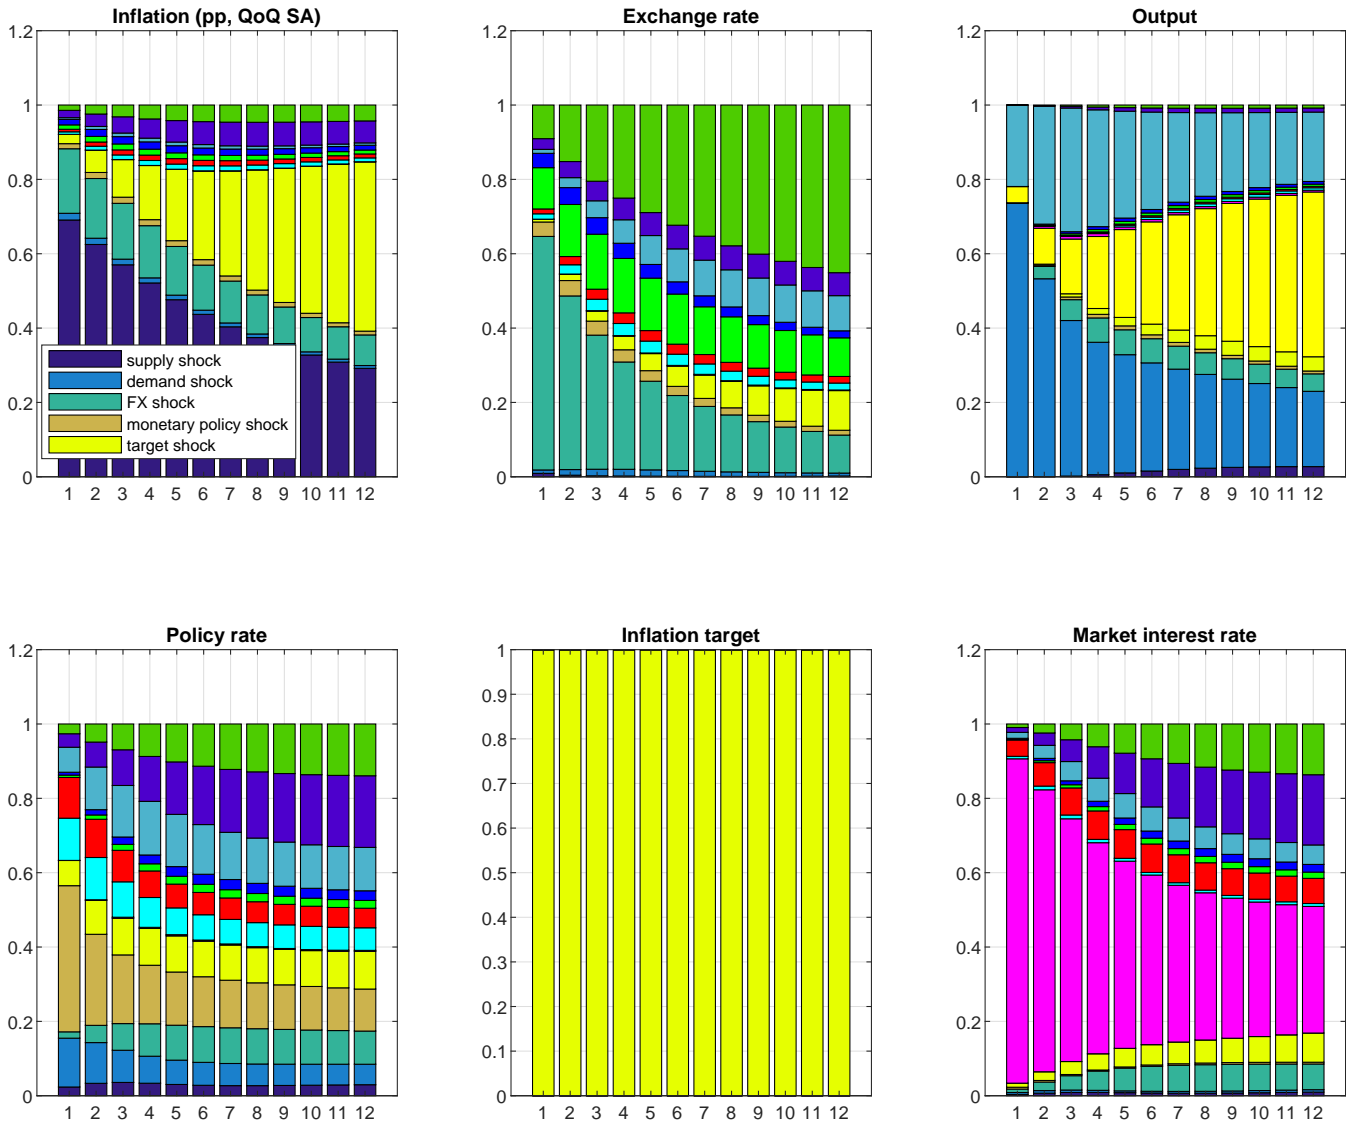 Inflation (pp, QoQ SA)
1.2
1
0.8
0.6
0.4
0.2
0
supply shock
demand shock
FX shock
monetary policy shock
target shock
1 2 3 4 5 6 7 8 9 10 11 12
Exchange rate
1.2
1
0.8
0.6
0.4
0.2
0
1 2 3 4 5 6 7 8 9 10 11 12
Output
1.2
1
0.8
0.6
0.4
0.2
0
1 2 3 4 5 6 7 8 9 10 11 12
Policy rate
1.2
1
0.8
0.6
0.4
0.2
0
1 2 3 4 5 6 7 8 9 10 11 12
Inflation target
1
0.9
0.8
0.7
0.6
0.5
0.4
0.3
0.2
0.1
0
1 2 3 4 5 6 7 8 9 10 11 12
Market interest rate
1.2
1
0.8
0.6
0.4
0.2
0
1 2 3 4 5 6 7 8 9 10 11 12